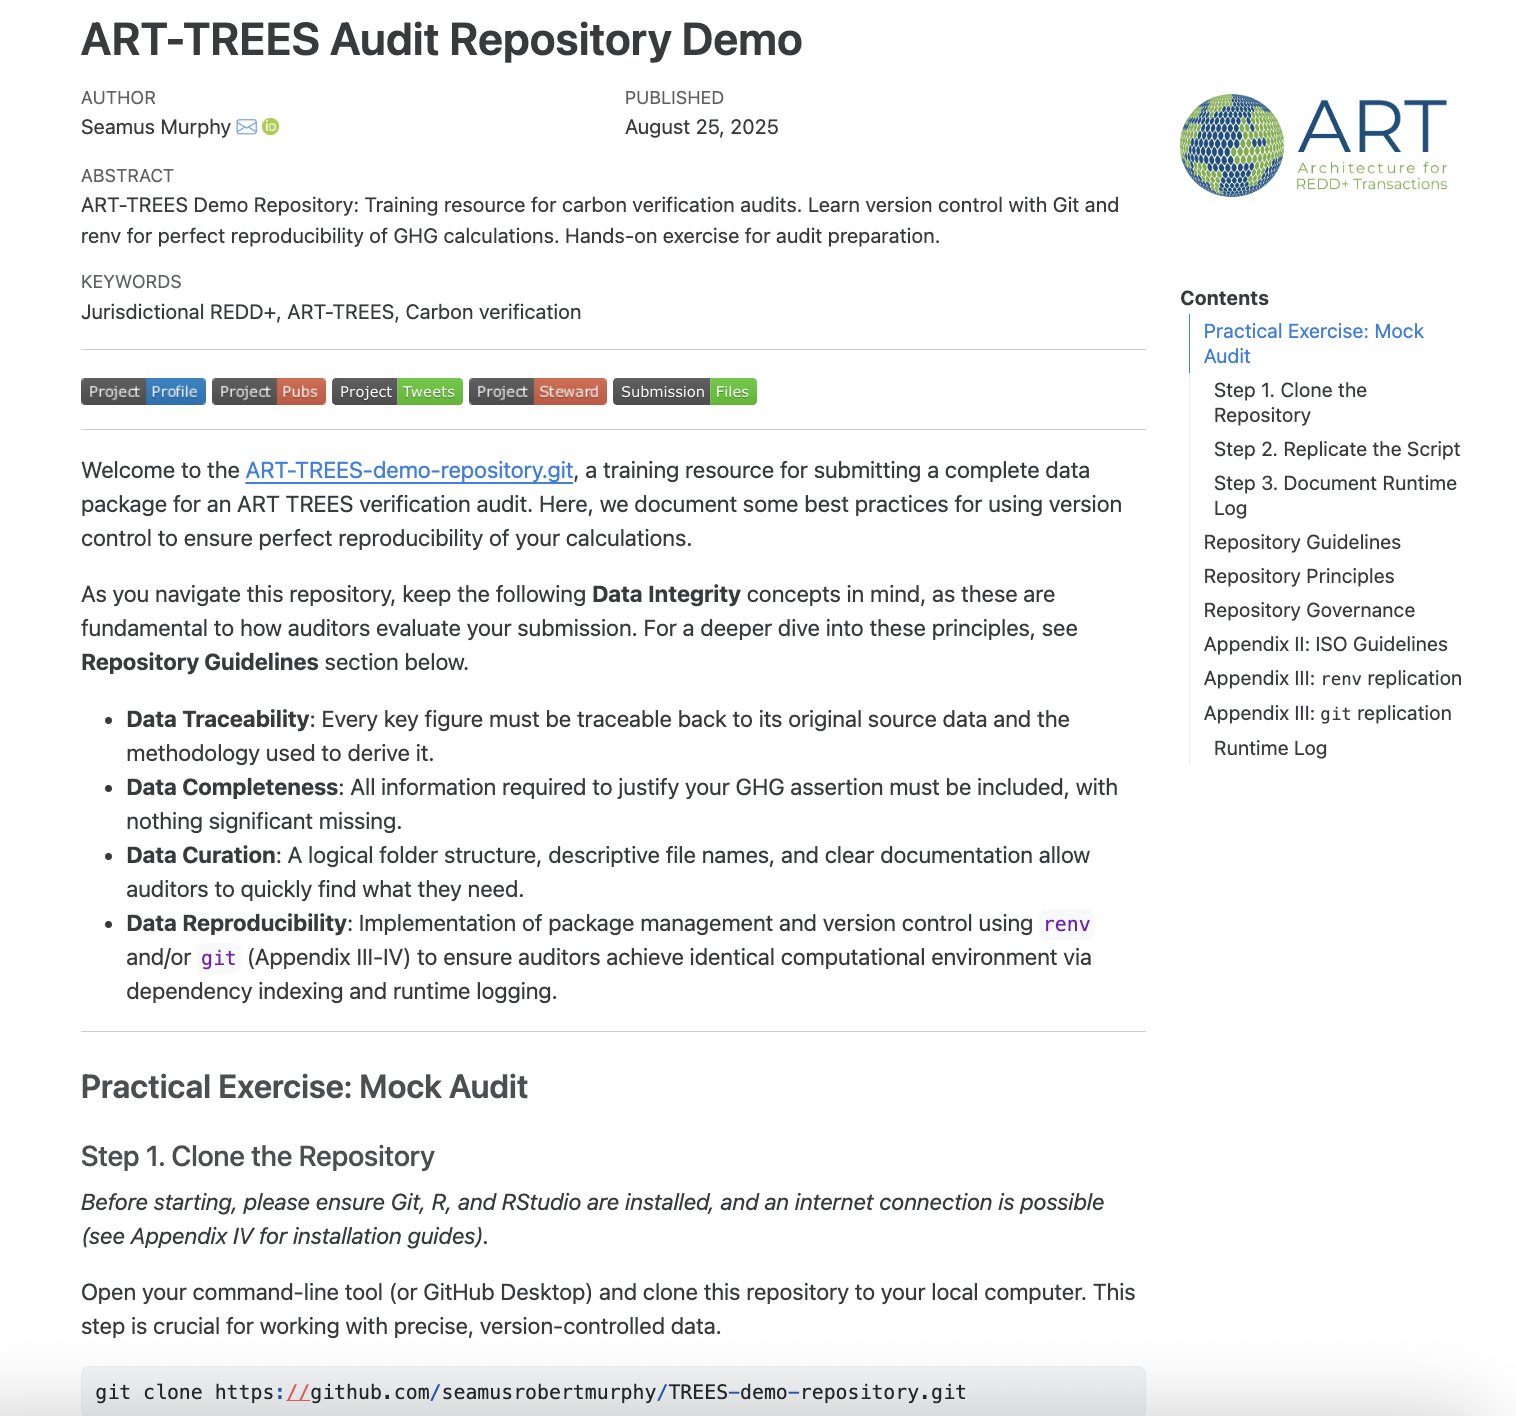 ART-TREES Audit Repository Demo
AUTHOR
Seamus Murphy
PUBLISHED
August 25, 2025
ABSTRACT
ART-TREES Demo Repository: Training resource for carbon verification audits. Learn version control with Git and
renv for perfect reproducibility of GHG calculations. Hands-on exercise for audit preparation.
KEYWORDS
Jurisdictional REDD+, ART-TREES, Carbon verification
Project Profile Project Pubs Project Tweets Project Steward Submission Files
Welcome to the ART-TREES-demo-repository.git, a training resource for submitting a complete data
package for an ART TREES verification audit. Here, we document some best practices for using version
control to ensure perfect reproducibility of your calculations.
As you navigate this repository, keep the following Data Integrity concepts in mind, as these are
fundamental to how auditors evaluate your submission. For a deeper dive into these principles, see
Repository Guidelines section below.
• Data Traceability: Every key figure must be traceable back to its original source data and the
methodology used to derive it.
• Data Completeness: All information required to justify your GHG assertion must be included, with
nothing significant missing.
• Data Curation: A logical folder structure, descriptive file names, and clear documentation allow
auditors to quickly find what they need.
• Data Reproducibility: Implementation of package management and version control using renv
and/or git (Appendix III-IV) to ensure auditors achieve identical computational environment via
dependency indexing and runtime logging.
Practical Exercise: Mock Audit
Step 1. Clone the Repository
Before starting, please ensure Git, R, and RStudio are installed, and an internet connection is possible
(see Appendix IV for installation guides).
Open your command-line tool (or GitHub Desktop) and clone this repository to your local computer. This
step is crucial for working with precise, version-controlled data.
git clone https://github.com/seamusrobertmurphy/TREES-demo-repository.git
ART
Architecture for
REDD+ Transactions
Contents
Practical Exercise: Mock
Audit
Step 1. Clone the
Repository
Step 2. Replicate the Script
Step 3. Document Runtime
Log
Repository Guidelines
Repository Principles
Repository Governance
Appendix II: ISO Guidelines
Appendix III: renv replication
Appendix III: git replication
Runtime Log